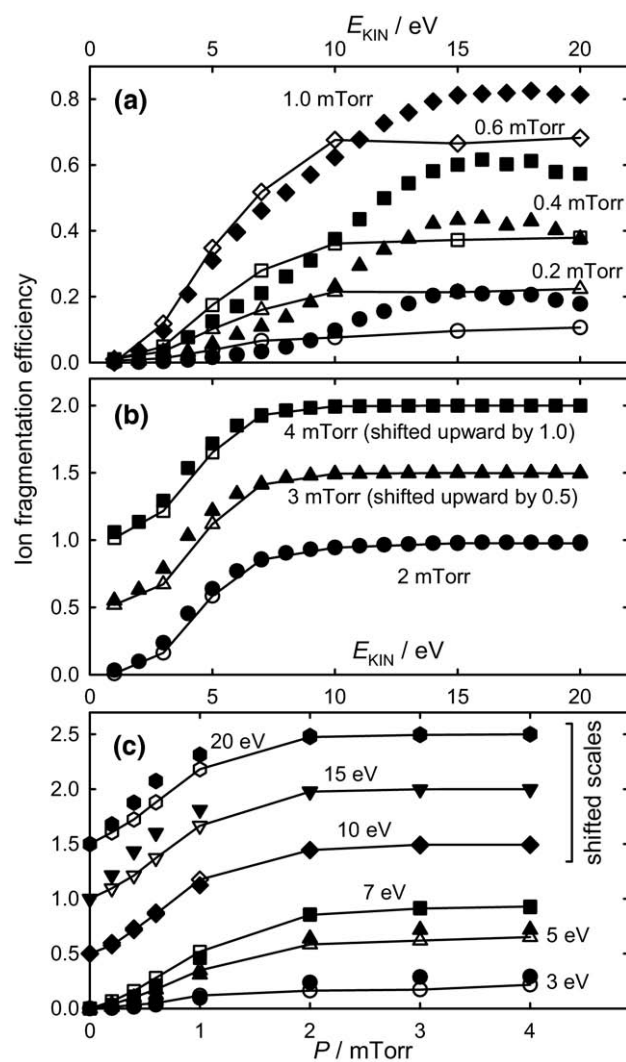 E_KIN / eV
0 5 10 15 20
(a)
0.8
0.6
0.4
0.2
0.0
1.0 mTorr
0.6 mTorr
0.4 mTorr
0.2 mTorr
Ion fragmentation efficiency
(b)
2.0
1.5
1.0
0.5
0.0
4 mTorr (shifted upward by 1.0)
3 mTorr (shifted upward by 0.5)
2 mTorr
E_KIN / eV
0 5 10 15 20
(c)
2.5
2.0
1.5
1.0
0.5
0.0
20 eV
15 eV
10 eV
7 eV
5 eV
3 eV
shifted scales
0 1 2 3 4
P / mTorr